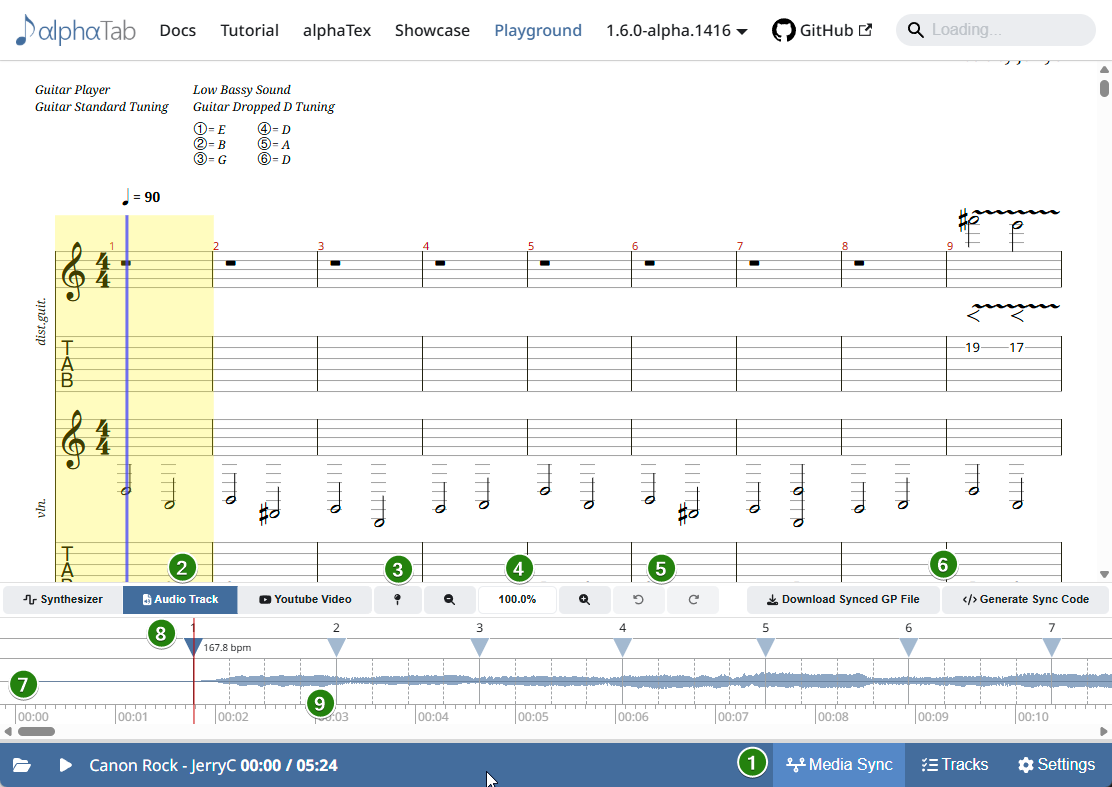 alphaTab Docs Tutorial alphaTex Showcase Playground 1.6.0-alpha.1416 GitHub Loading...
Guitar Player
Guitar Standard Tuning
Low Bassy Sound
Guitar Dropped D Tuning
①= E ④= D
②= B ⑤= A
③= G ⑥= D
= 90
1 2 3 4 5 6 7 8 9
4
4
dist.guit.
T
A
B
19 17
4
4
vln.
T
A
B
2 3 4 5 6
Synthesizer Audio Track Youtube Video 100.0% Download Synced GP File Generate Sync Code
8 1 2 3 4 5 6 7
167.8 bpm
7 9
00:00 00:01 00:02 00:03 00:04 00:05 00:06 00:07 00:08 00:09 00:10
Canon Rock - JerryC 00:00 / 05:24 1 Media Sync Tracks Settings